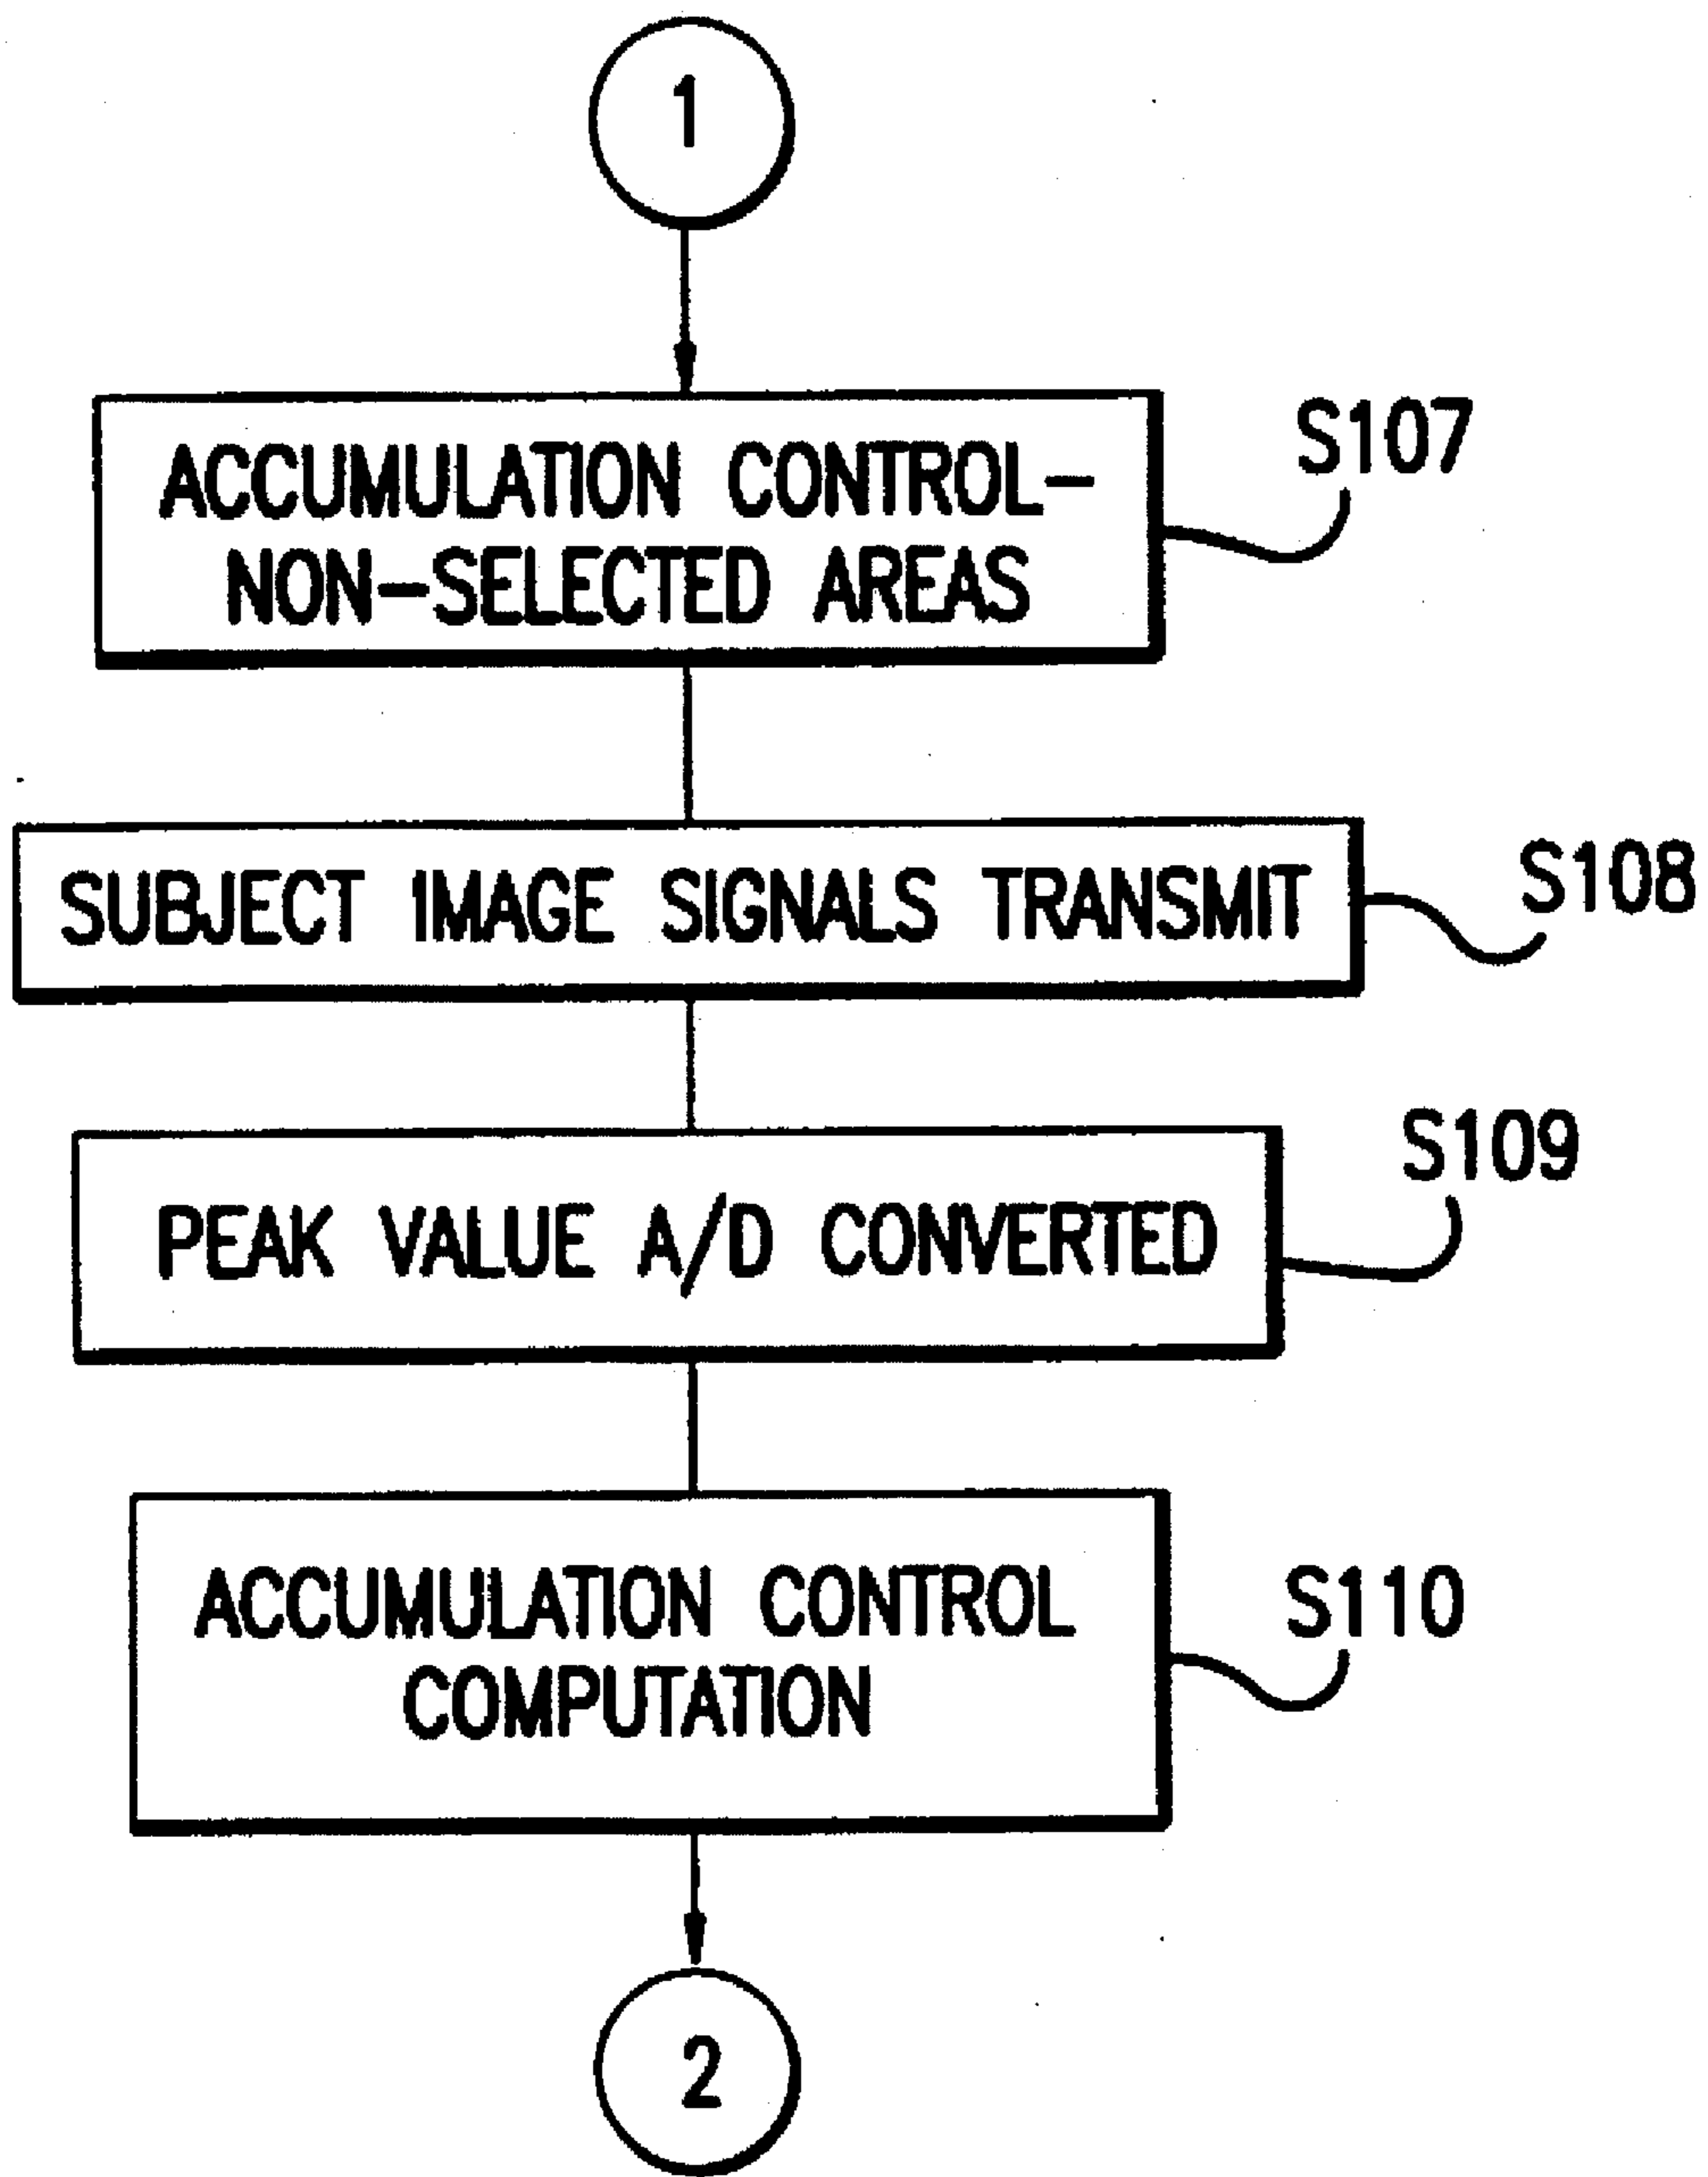 1
ACCUMULATION CONTROL-
NON-SELECTED AREAS
S107
SUBJECT IMAGE SIGNALS TRANSMIT
S108
PEAK VALUE A/D CONVERTED
S109
ACCUMULATION CONTROL
COMPUTATION
S110
2